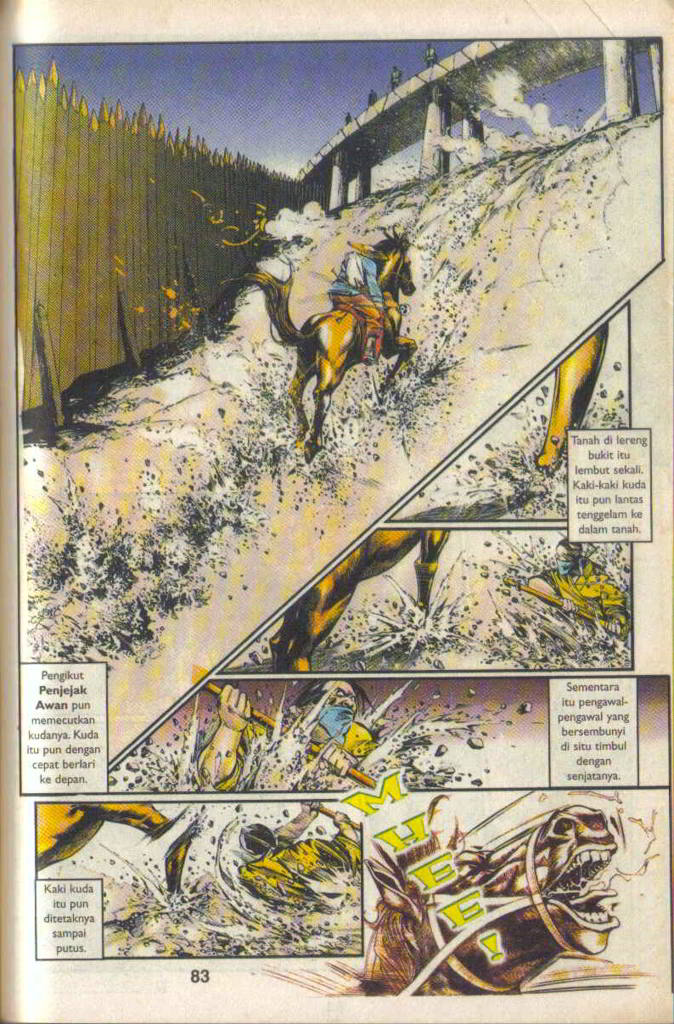 Tanah di lereng
bukit itu
lembut sekali.
Kaki-kaki kuda
itu pun lantas
tenggelam ke
dalam tanah.
Pengikut
Penjejak
Awan pun
memecutkan
kudanya. Kuda
itu pun dengan
cepat berlari
ke depan.
Sementara
itu pengawal-
pengawal yang
bersembunyi
di situ timbul
dengan
senjatanya.
Kaki kuda
itu pun
ditetaknya
sampai
putus.
MHEEE!
83